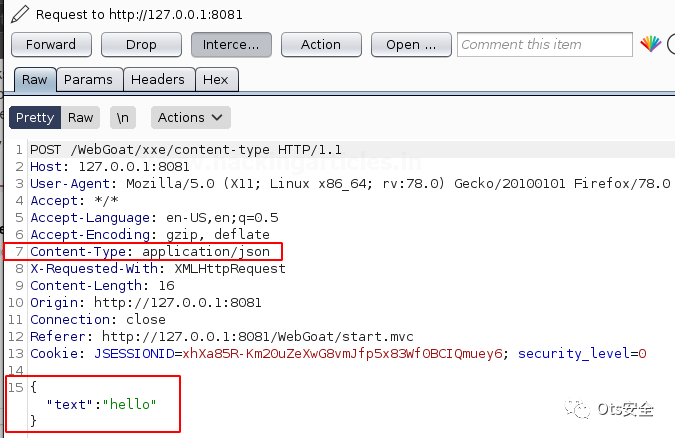 Request to http://127.0.0.1:8081
Forward Drop Interce... Action Open ... Comment this item
Raw Params Headers Hex
Pretty Raw \n Actions
1 POST /WebGoat/xxe/content-type HTTP/1.1
www.hackingarticles.in
2 Host: 127.0.0.1:8081
3 User-Agent: Mozilla/5.0 (X11; Linux x86_64; rv:78.0) Gecko/20100101 Firefox/78.0
4 Accept: */*
5 Accept-Language: en-US,en;q=0.5
6 Accept-Encoding: gzip, deflate
7 Content-Type: application/json
8 X-Requested-With: XMLHttpRequest
9 Content-Length: 16
10 Origin: http://127.0.0.1:8081
11 Connection: close
12 Referer: http://127.0.0.1:8081/WebGoat/start.mvc
13 Cookie: JSESSIONID=xhXa85R-Km20uZeXwG8vmJfp5x83WfOBCIQmuey6; security_level=0
14
15 {
"text":"hello"
}
Ots安全